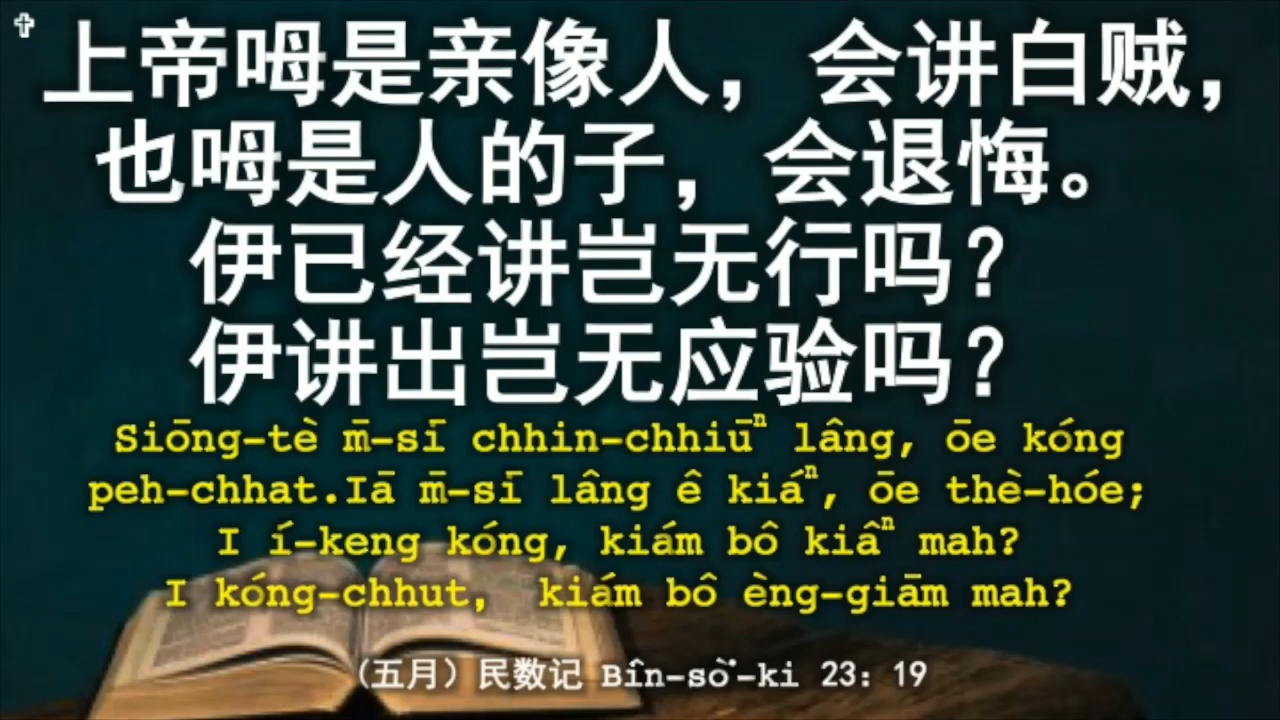 上帝呣是亲像人，会讲白贼，
也呣是人的子，会退悔。
伊已经讲岂无行吗？
伊讲出岂无应验吗？
Siōng-tè m̄-sī chhin-chhiūⁿ lâng, ōe kóng
peh-chhat.Iā m̄-sī lâng ê kiáⁿ, ōe thè-hóe;
I í-keng kóng, kiám bô kiâⁿ mah?
I kóng-chhut, kiám bô èng-giām mah?
（五月）民数记 Bîn-sò͘-ki 23：19